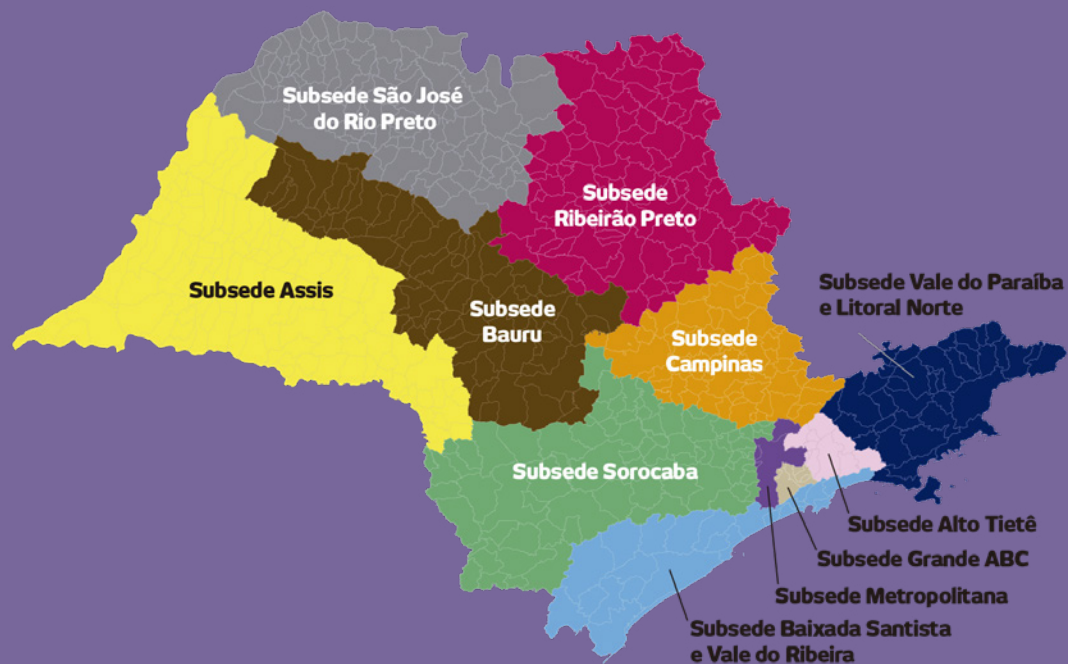 Subsede São José
do Rio Preto
Subsede
Ribeirão Preto
Subsede Vale do Paraíba
e Litoral Norte
Subsede Assis
Subsede
Bauru
Subsede
Campinas
Subsede Sorocaba
Subsede Alto Tietê
Subsede Grande ABC
Subsede Metropolitana
Subsede Baixada Santista
e Vale do Ribeira